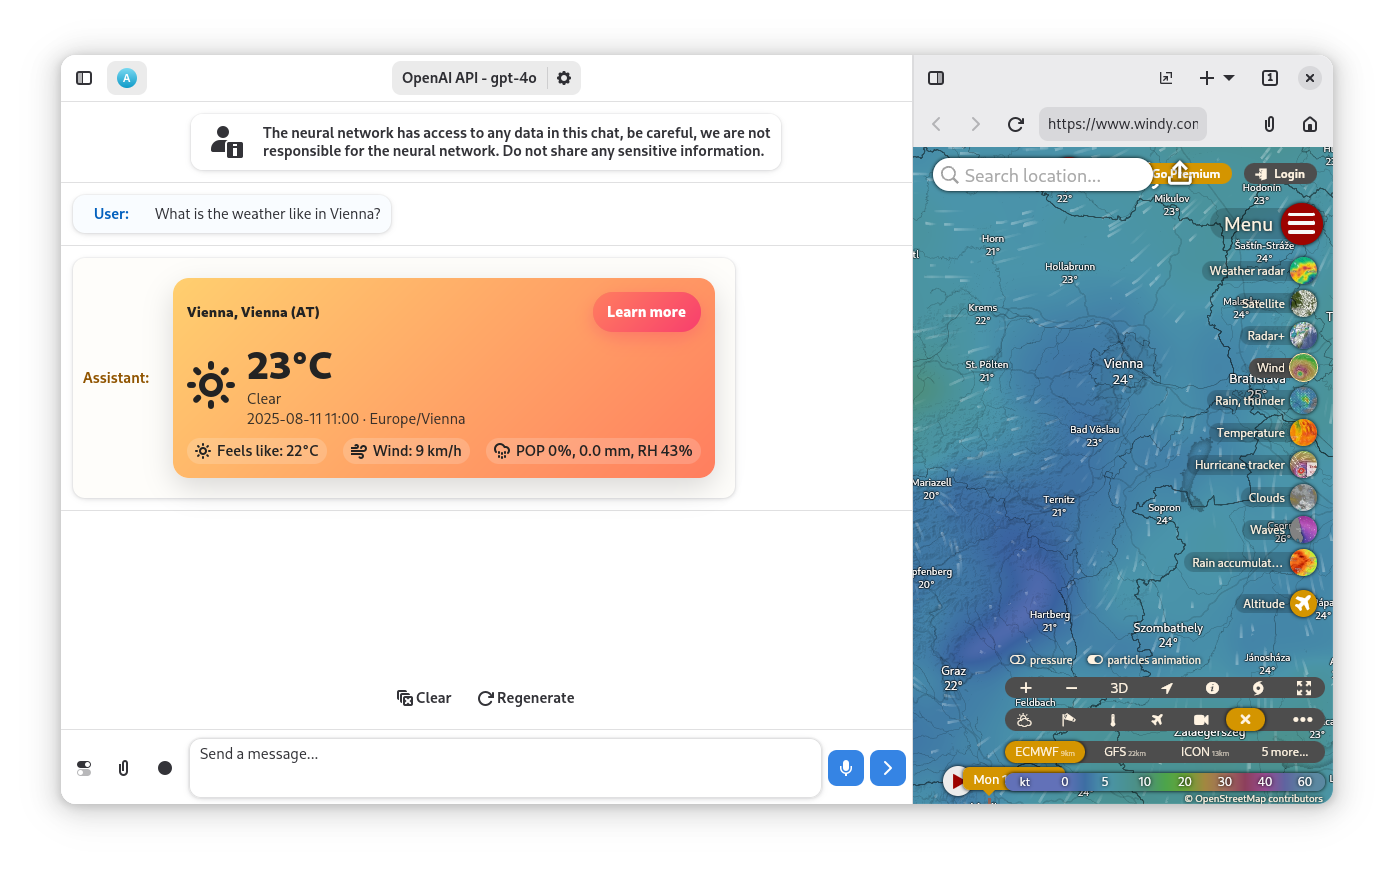 A
OpenAI API - gpt-4o
The neural network has access to any data in this chat, be careful, we are not
responsible for the neural network. Do not share any sensitive information.
User:
What is the weather like in Vienna?
Assistant:
Vienna, Vienna (AT)
Learn more
23°C
Clear
2025-08-11 11:00 · Europe/Vienna
Feels like: 22°C
Wind: 9 km/h
POP 0%, 0.0 mm, RH 43%
Clear
Regenerate
Send a message...
1
https://www.windy.con
Search location...
Go Premium
Login
22°
Mikulov
23°
Hodonín
23°
Menu
Horn
21°
Šaštín-Stráže
24°
Hollabrunn
23°
Weather radar
Krems
22°
24°
Satellite
Radar+
St. Pölten
21°
Vienna
24°
Wind
Bratislava
25°
Rain, thunder
Bad Vöslau
23°
Temperature
Hurricane tracker
Mariazell
20°
Ternitz
21°
Sopron
24°
Clouds
Waves
26°
Rain accumulat...
pfenberg
20°
Altitude
24°
Hartberg
21°
Szombathely
24°
pressure
particles animation
Jánosháza
24°
Graz
22°
+
−
3D
Feldbach
Zalaegerszeg
23°
ECMWF 9km
GFS 22km
ICON 13km
5 more...
Mon
kt 0 5 10 20 30 40 60
24°
© OpenStreetMap contributors